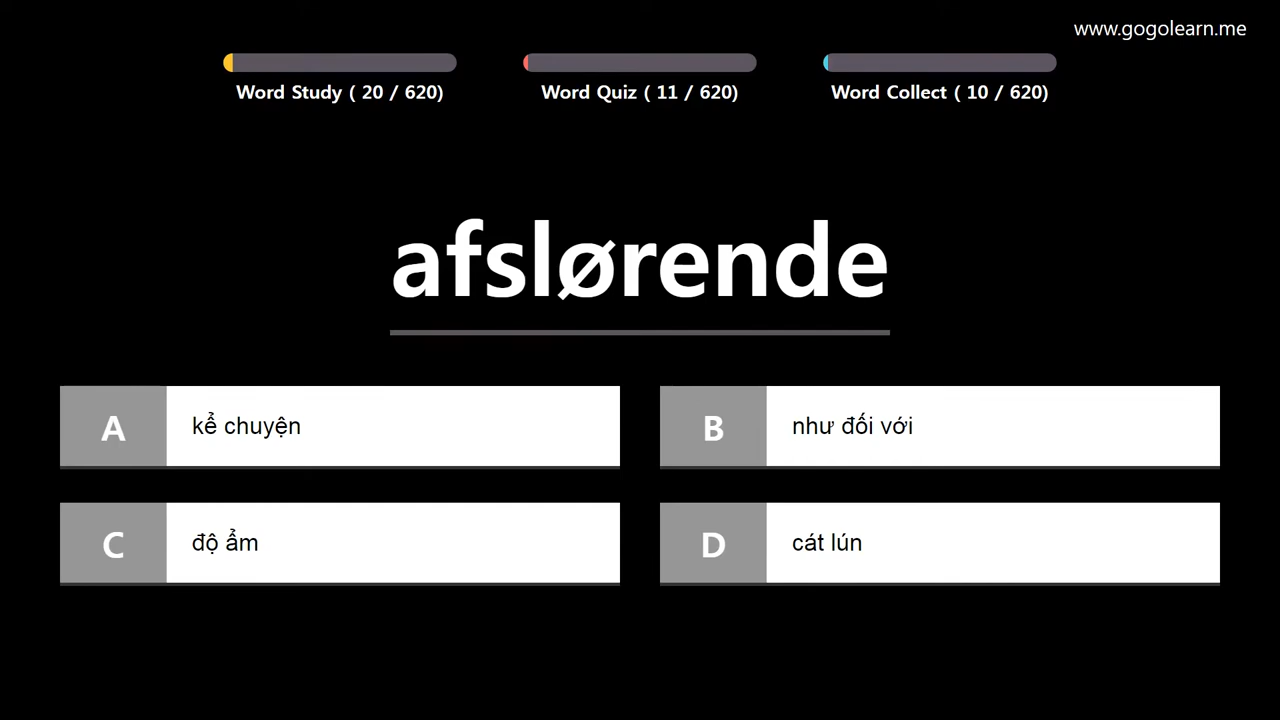 www.gogolearn.me
Word Study ( 20 / 620)
Word Quiz ( 11 / 620)
Word Collect ( 10 / 620)
afslørende
A kể chuyện
B như đối với
C độ ẩm
D cát lún